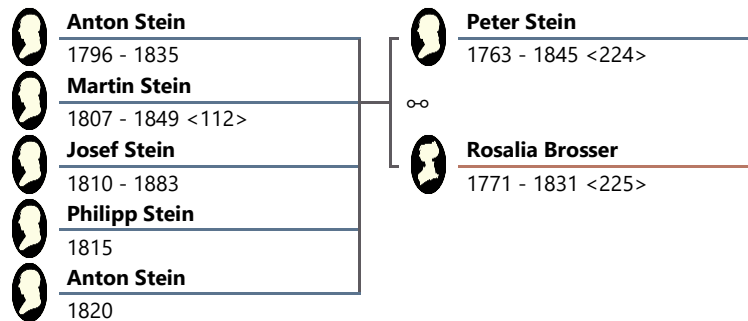 Anton Stein
1796 - 1835
Martin Stein
1807 - 1849 <112>
Josef Stein
1810 - 1883
Philipp Stein
1815
Anton Stein
1820
Peter Stein
1763 - 1845 <224>
Rosalia Brosser
1771 - 1831 <225>